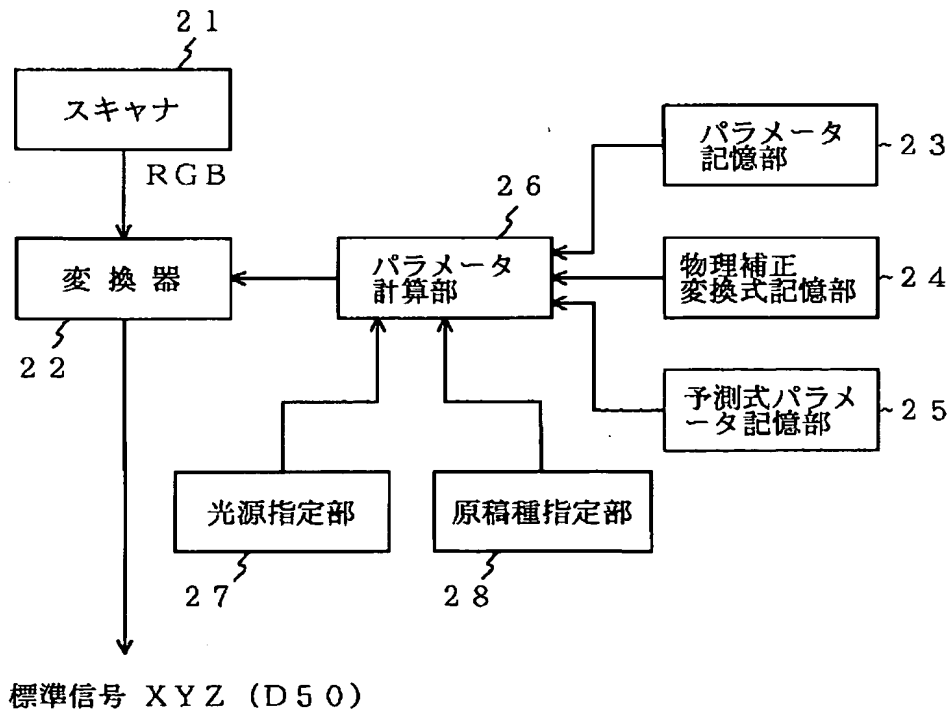 ２１
スキャナ
ＲＧＢ
パラメータ
記憶部
２３
２６
変換器
パラメータ
計算部
物理補正
変換式記憶部
２４
２２
予測式パラメ
ータ記憶部
２５
光源指定部
原稿種指定部
２７
２８
標準信号 ＸＹＺ（Ｄ５０）